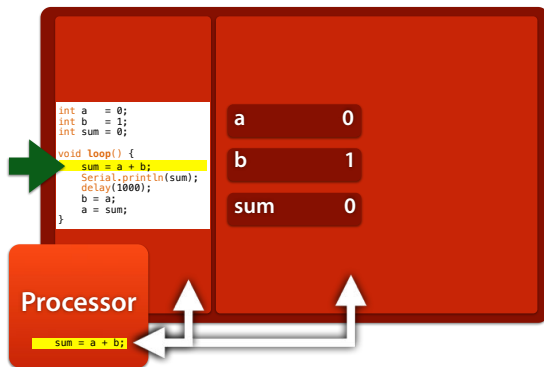 int a   = 0;
int b   = 1;
int sum = 0;
void loop() {
    sum = a + b;
    Serial.println(sum);
    delay(1000);
    b = a;
    a = sum;
}
a 0
b 1
sum 0
Processor
sum = a + b;